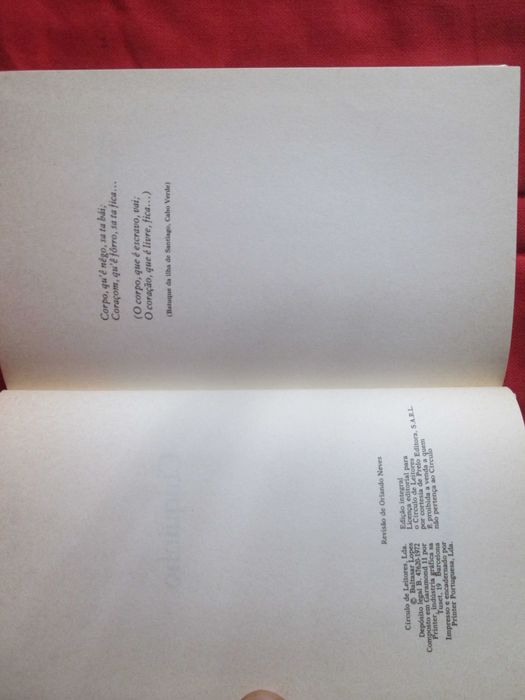 Revisão de Orlando Neves
Círculo de Leitores, Lda.
© Baltasar Lopes
Depósito legal B. 47620-1972
Composto em Garamond 11 por
Printer, Indústria gráfica sa
Tuset, 19 Barcelona
Impresso e encadernado por
Printer Portuguesa, Lda.
Edição integral
Licença editorial para
o Círculo de Leitores
por cortesia de Prelo Editora, S.A.R.L.
É proibida a venda a quem
não pertença ao Círculo
Corpo, qu'ê nêgo, sa ta bái;
Coraçom, qu'ê fôrro, sa ta fica...
(O corpo, que é escravo, vai;
O coração, que é livre, fica...)
(Batuque da ilha de Santiago, Cabo Verde)